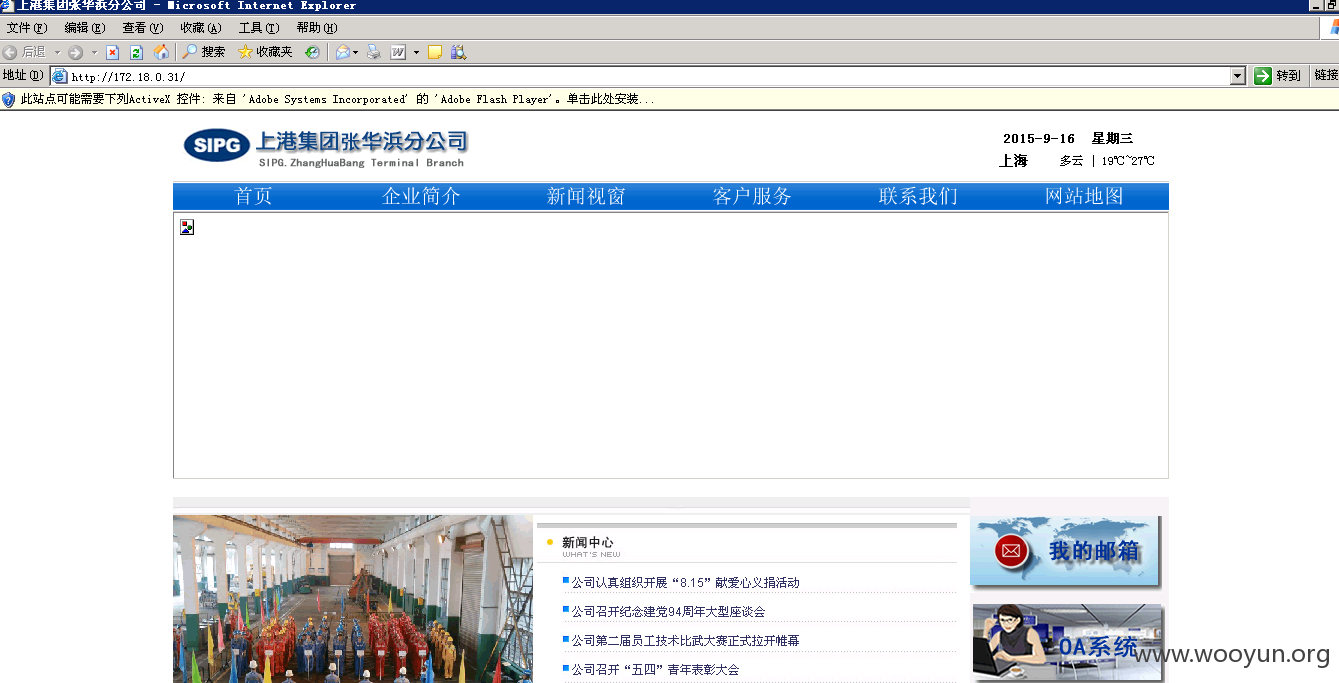 上港集团张华浜分公司 - Microsoft Internet Explorer
文件(F) 编辑(E) 查看(V) 收藏(A) 工具(T) 帮助(H)
后退 搜索 收藏夹
地址(D) http://172.18.0.31/ 转到 链接
此站点可能需要下列ActiveX 控件: 来自 'Adobe Systems Incorporated' 的 'Adobe Flash Player'。单击此处安装...
SIPG 上港集团张华浜分公司
SIPG.ZhangHuaBang Terminal Branch
2015-9-16 星期三
上海 多云 | 19℃~27℃
首页 企业简介 新闻视窗 客户服务 联系我们 网站地图
新闻中心
WHAT'S NEW
公司认真组织开展“8.15”献爱心义捐活动
公司召开纪念建党94周年大型座谈会
公司第二届员工技术比武大赛正式拉开帷幕
公司召开“五四”青年表彰大会
我的邮箱
OA系统
www.wooyun.org